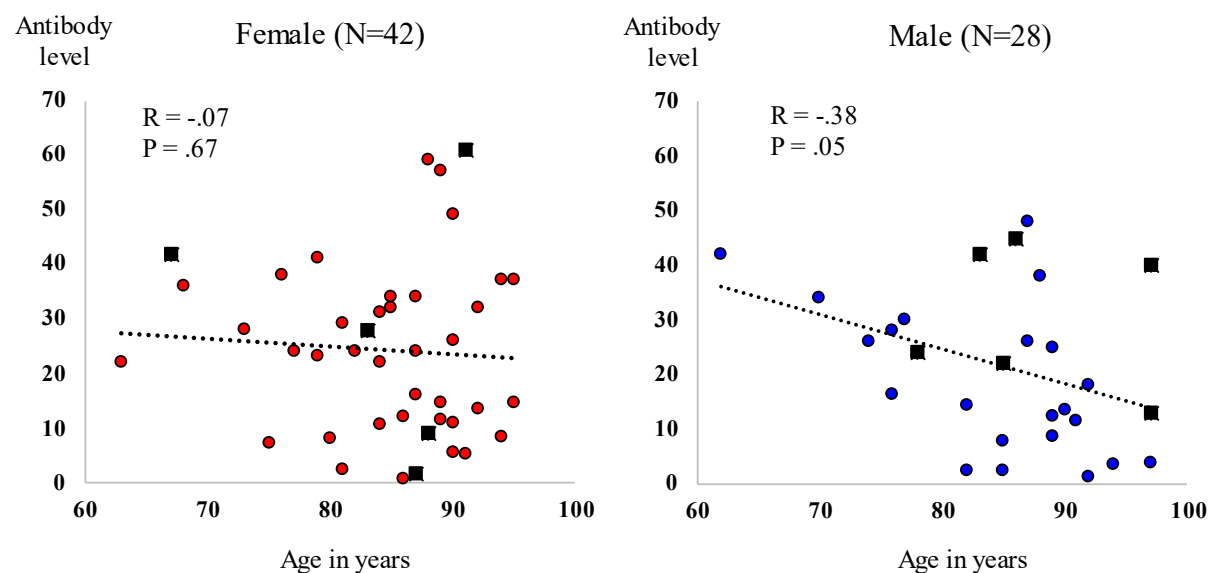 Antibody
level
Female (N=42)
R = -.07
P = .67
70
60
50
40
30
20
10
0
60 70 80 90 100
Age in years
Antibody
level
Male (N=28)
R = -.38
P = .05
70
60
50
40
30
20
10
0
60 70 80 90 100
Age in years